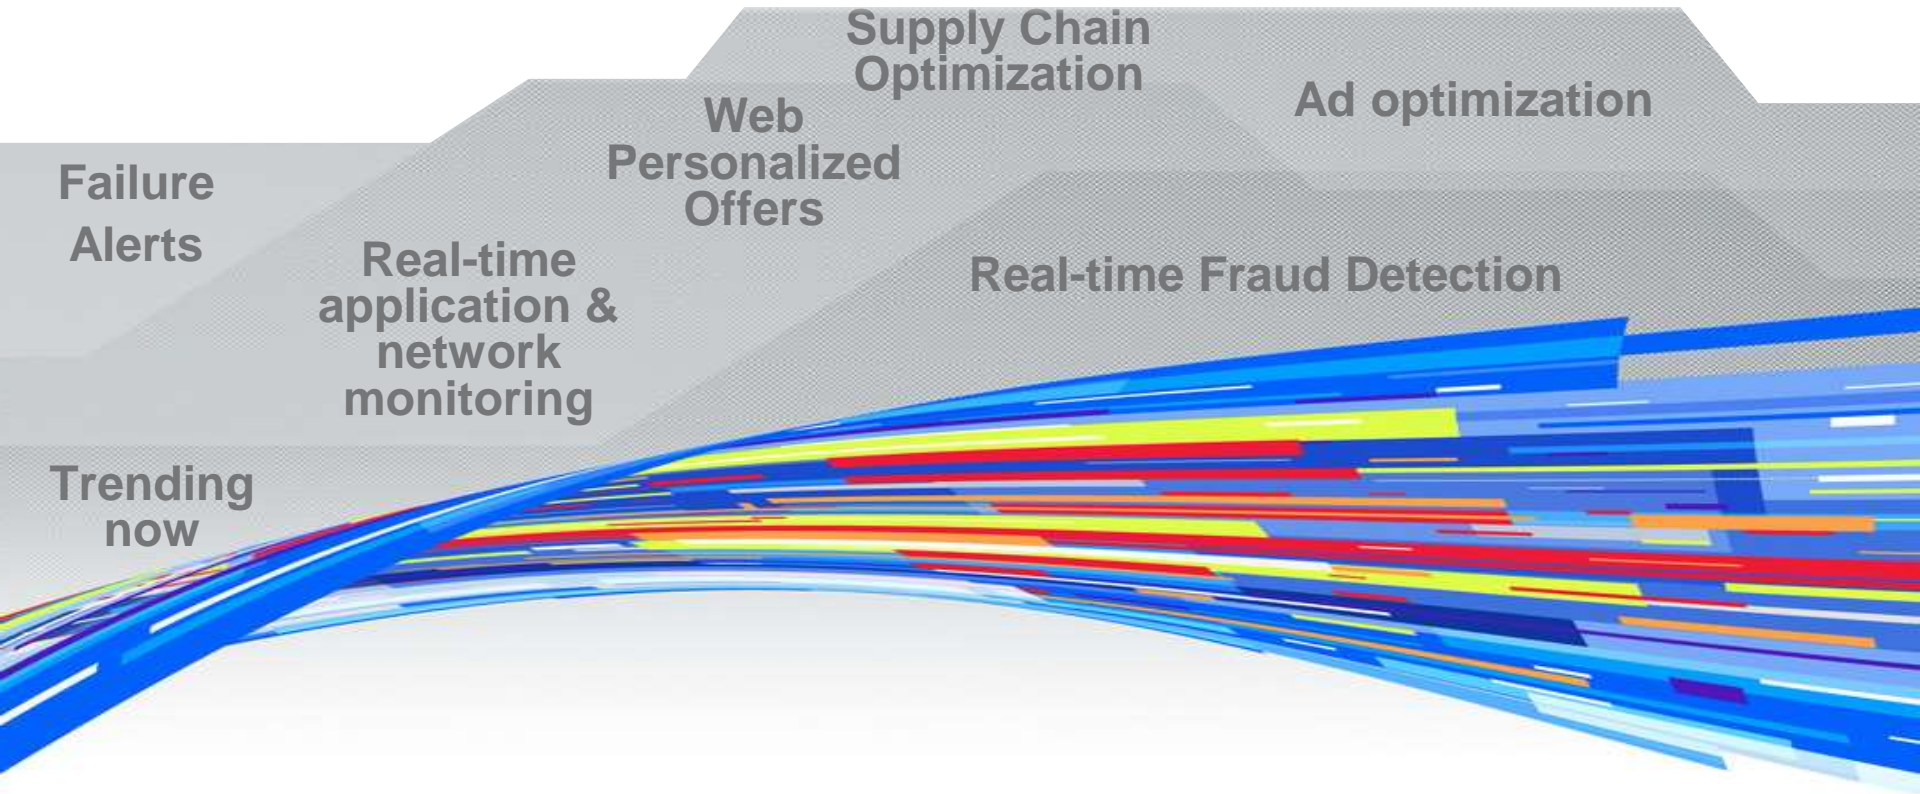 Supply Chain
Optimization
Ad optimization
Web
Personalized
Offers
Failure
Alerts
Real-time
application &
network
monitoring
Real-time Fraud Detection
Trending
now